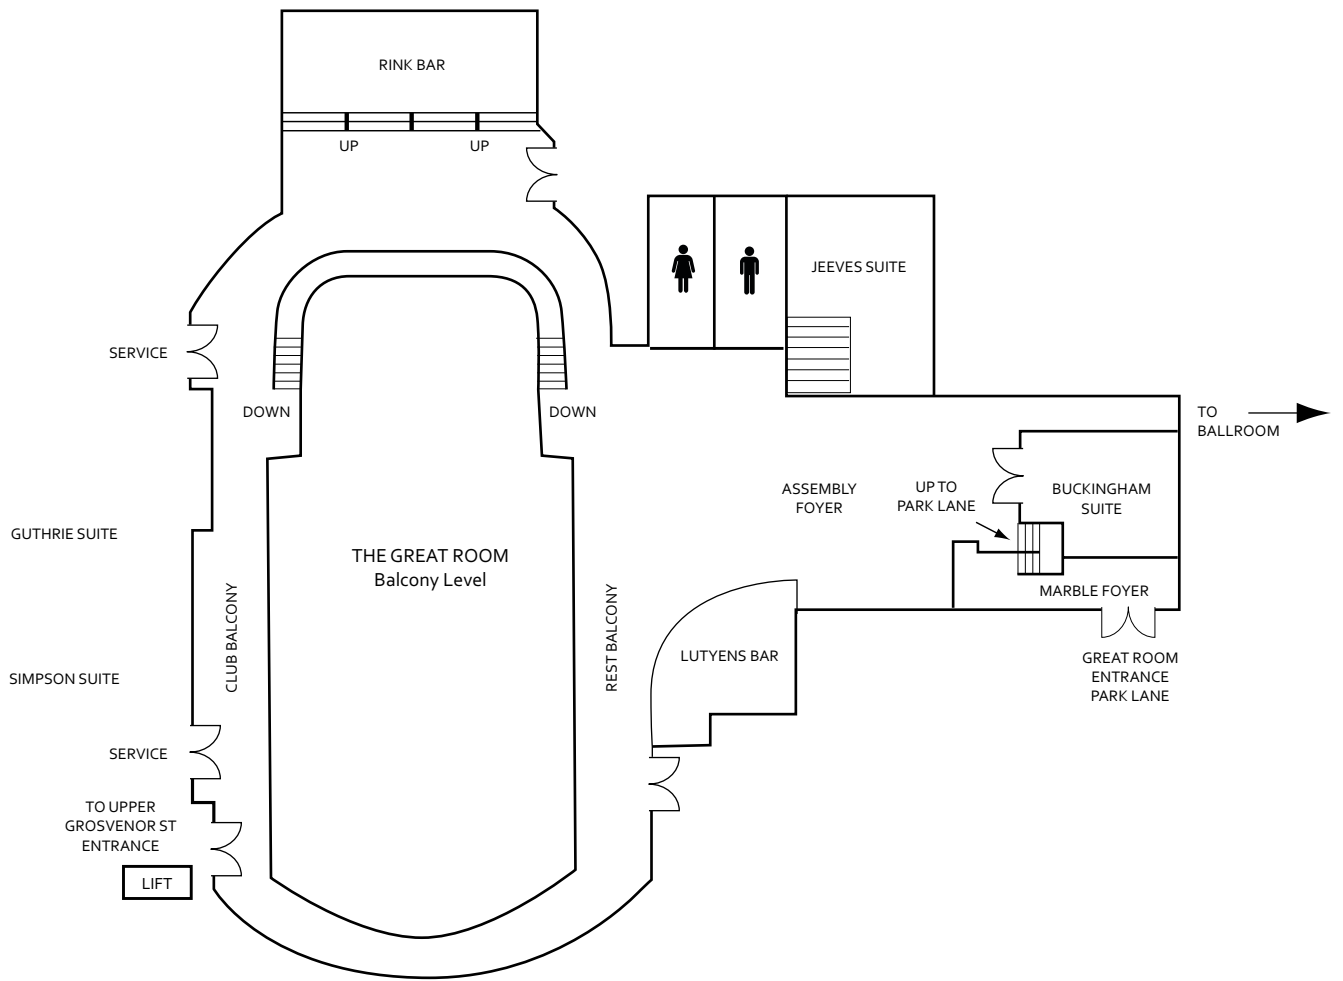 RINK BAR
UP
UP
JEEVES SUITE
SERVICE
DOWN
DOWN
TO
BALLROOM
ASSEMBLY
FOYER
UP TO
PARK LANE
BUCKINGHAM
SUITE
GUTHRIE SUITE
THE GREAT ROOM
Balcony Level
CLUB BALCONY
REST BALCONY
MARBLE FOYER
LUTYENS BAR
GREAT ROOM
ENTRANCE
PARK LANE
SIMPSON SUITE
SERVICE
TO UPPER
GROSVENOR ST
ENTRANCE
LIFT